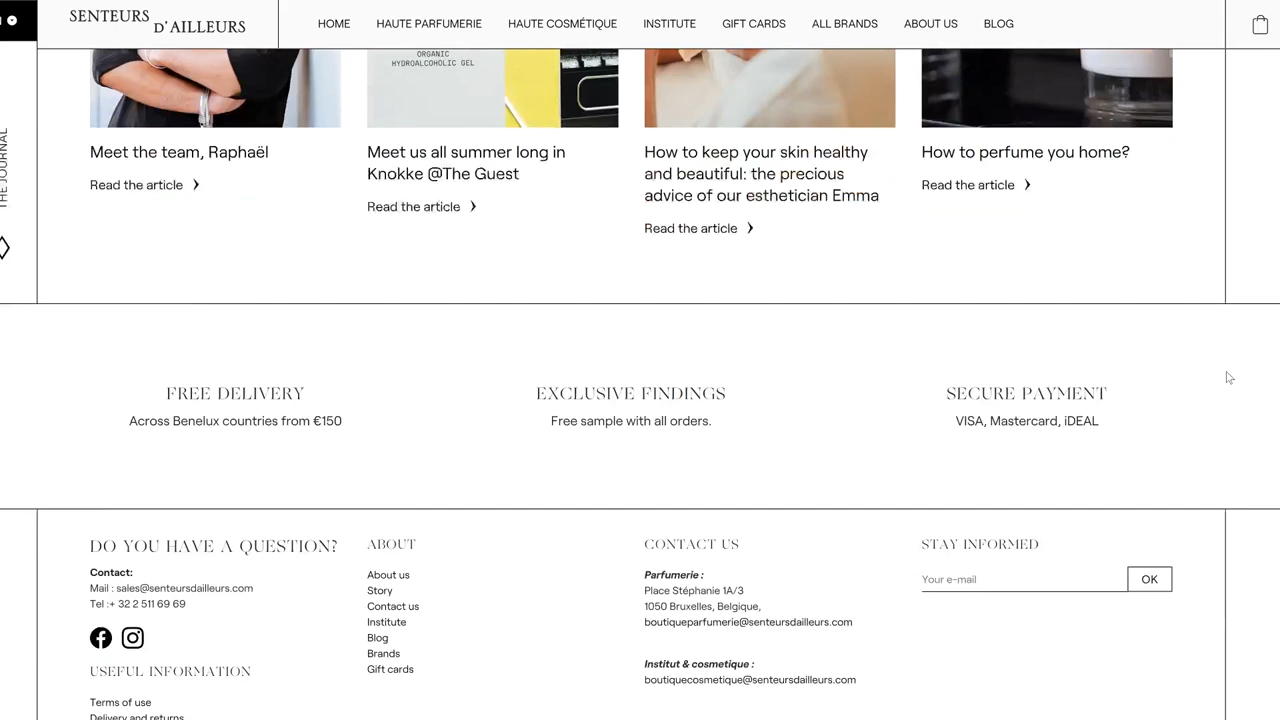 SENTEURS
D'AILLEURS
HOME HAUTE PARFUMERIE HAUTE COSMÉTIQUE INSTITUTE GIFT CARDS ALL BRANDS ABOUT US BLOG
THE JOURNAL
ORGANIC
HYDROALCOHOLIC GEL
Meet the team, Raphaël
Read the article
Meet us all summer long in
Knokke @The Guest
Read the article
How to keep your skin healthy
and beautiful: the precious
advice of our esthetician Emma
Read the article
How to perfume you home?
Read the article
FREE DELIVERY
Across Benelux countries from €150
EXCLUSIVE FINDINGS
Free sample with all orders.
SECURE PAYMENT
VISA, Mastercard, iDEAL
DO YOU HAVE A QUESTION?
Contact:
Mail : sales@senteursdailleurs.com
Tel :+ 32 2 511 69 69
USEFUL INFORMATION
Terms of use
Delivery and returns
ABOUT
About us
Story
Contact us
Institute
Blog
Brands
Gift cards
CONTACT US
Parfumerie :
Place Stéphanie 1A/3
1050 Bruxelles, Belgique,
boutiqueparfumerie@senteursdailleurs.com
Institut & cosmetique :
boutiquecosmetique@senteursdailleurs.com
STAY INFORMED
Your e-mail
OK